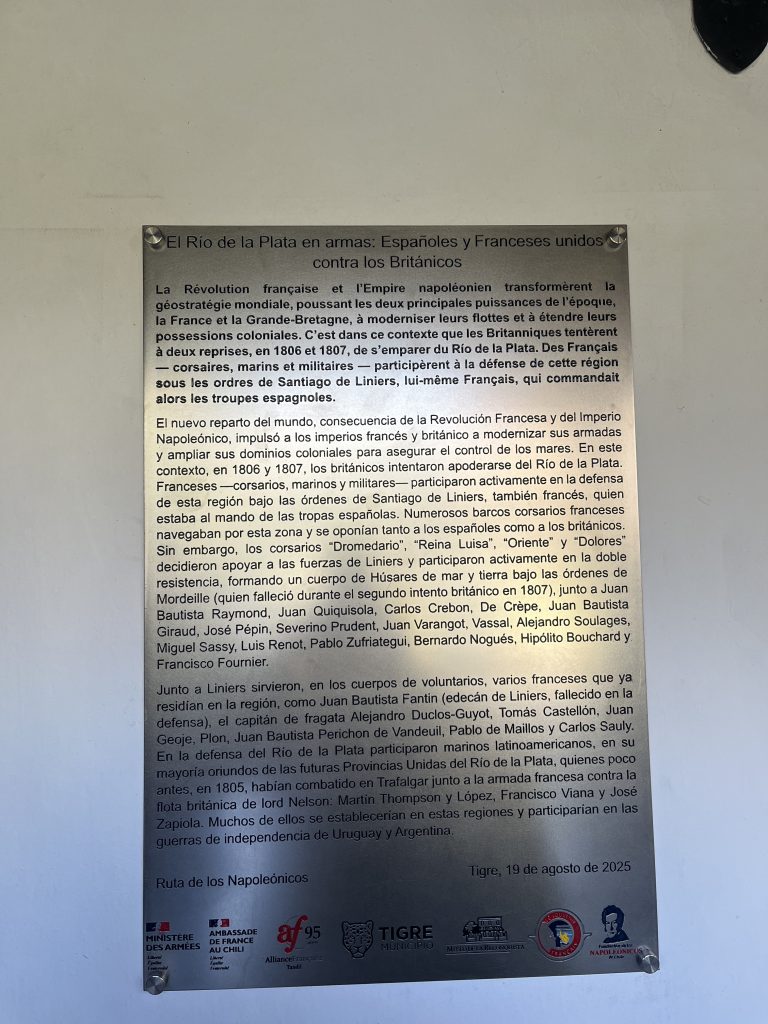 El Río de la Plata en armas: Españoles y Franceses unidos
contra los Británicos
La Révolution française et l'Empire napoléonien transformèrent la
géostratégie mondiale, poussant les deux principales puissances de l'époque,
la France et la Grande-Bretagne, à moderniser leurs flottes et à étendre leurs
possessions coloniales. C'est dans ce contexte que les Britanniques tentèrent
à deux reprises, en 1806 et 1807, de s'emparer du Río de la Plata. Des Français
— corsaires, marins et militaires — participèrent à la défense de cette région
sous les ordres de Santiago de Liniers, lui-même Français, qui commandait
alors les troupes espagnoles.
El nuevo reparto del mundo, consecuencia de la Revolución Francesa y del Imperio
Napoleónico, impulsó a los imperios francés y británico a modernizar sus armadas
y ampliar sus dominios coloniales para asegurar el control de los mares. En este
contexto, en 1806 y 1807, los británicos intentaron apoderarse del Río de la Plata.
Franceses —corsarios, marinos y militares— participaron activamente en la defensa
de esta región bajo las órdenes de Santiago de Liniers, también francés, quien
estaba al mando de las tropas españolas. Numerosos barcos corsarios franceses
navegaban por esta zona y se oponían tanto a los españoles como a los británicos.
Sin embargo, los corsarios “Dromedario”, “Reina Luisa”, “Oriente” y “Dolores”
decidieron apoyar a las fuerzas de Liniers y participaron activamente en la doble
resistencia, formando un cuerpo de Húsares de mar y tierra bajo las órdenes de
Mordeille (quien falleció durante el segundo intento británico en 1807), junto a Juan
Bautista Raymond, Juan Quiquisola, Carlos Crebon, De Crèpe, Juan Bautista
Giraud, José Pépin, Severino Prudent, Juan Varangot, Vassal, Alejandro Soulages,
Miguel Sassy, Luis Renot, Pablo Zufriategui, Bernardo Nogués, Hipólito Bouchard y
Francisco Fournier.
Junto a Liniers sirvieron, en los cuerpos de voluntarios, varios franceses que ya
residían en la región, como Juan Bautista Fantin (edecán de Liniers, fallecido en la
defensa), el capitán de fragata Alejandro Duclos-Guyot, Tomás Castellón, Juan
Geoje, Plon, Juan Bautista Perichon de Vandeuil, Pablo de Maillos y Carlos Sauly.
En la defensa del Río de la Plata participaron marinos latinoamericanos, en su
mayoría oriundos de las futuras Provincias Unidas del Río de la Plata, quienes poco
antes, en 1805, habían combatido en Trafalgar junto a la armada francesa contra la
flota británica de lord Nelson: Martín Thompson y López, Francisco Viana y José
Zapiola. Muchos de ellos se establecerían en estas regiones y participarían en las
guerras de independencia de Uruguay y Argentina.
Ruta de los Napoleónicos
Tigre, 19 de agosto de 2025
MINISTÈRE
DES ARMÉES
Liberté
Égalité
Fraternité
AMBASSADE
DE FRANCE
AU CHILI
Liberté
Égalité
Fraternité
af 95
AllianceFrançaise
Tandil
TIGRE
MUNICIPIO
MUSEO DE LA RECONQUISTA
NAPOLEÓNICOS
de Chile